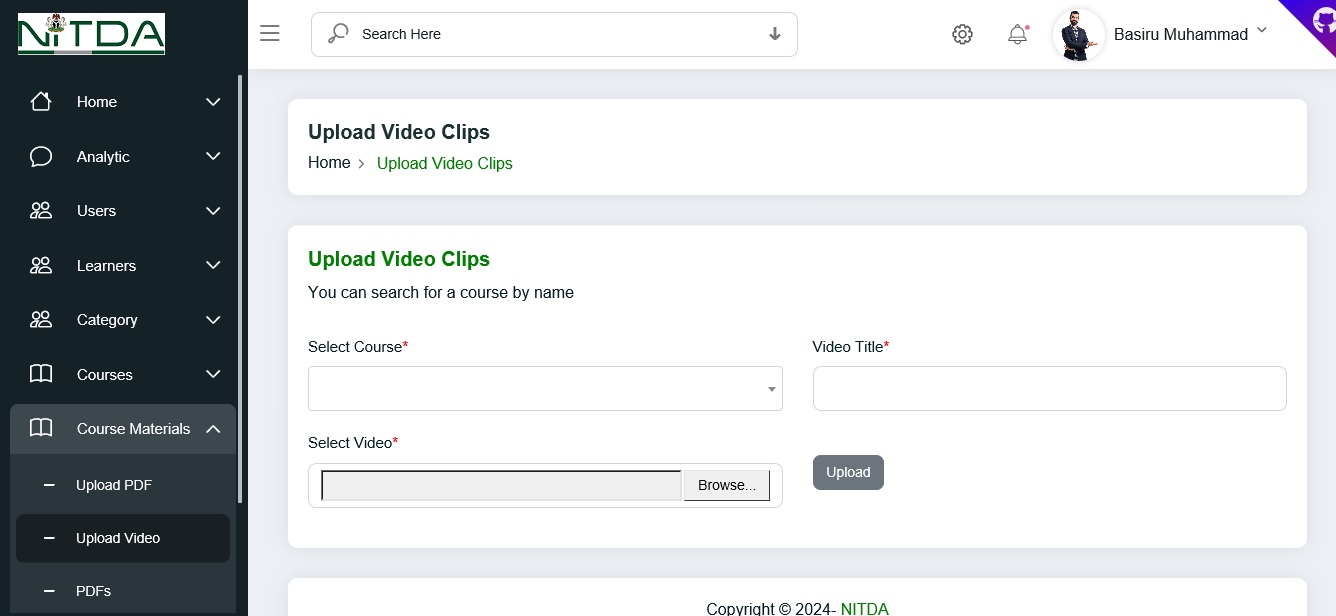 NITDA
Search Here
Basiru Muhammad
Home
Analytic
Users
Learners
Category
Courses
Course Materials
Upload PDF
Upload Video
PDFs
Upload Video Clips
Home > Upload Video Clips
Upload Video Clips
You can search for a course by name
Select Course*
Video Title*
Select Video*
Browse...
Upload
Copyright © 2024- NITDA